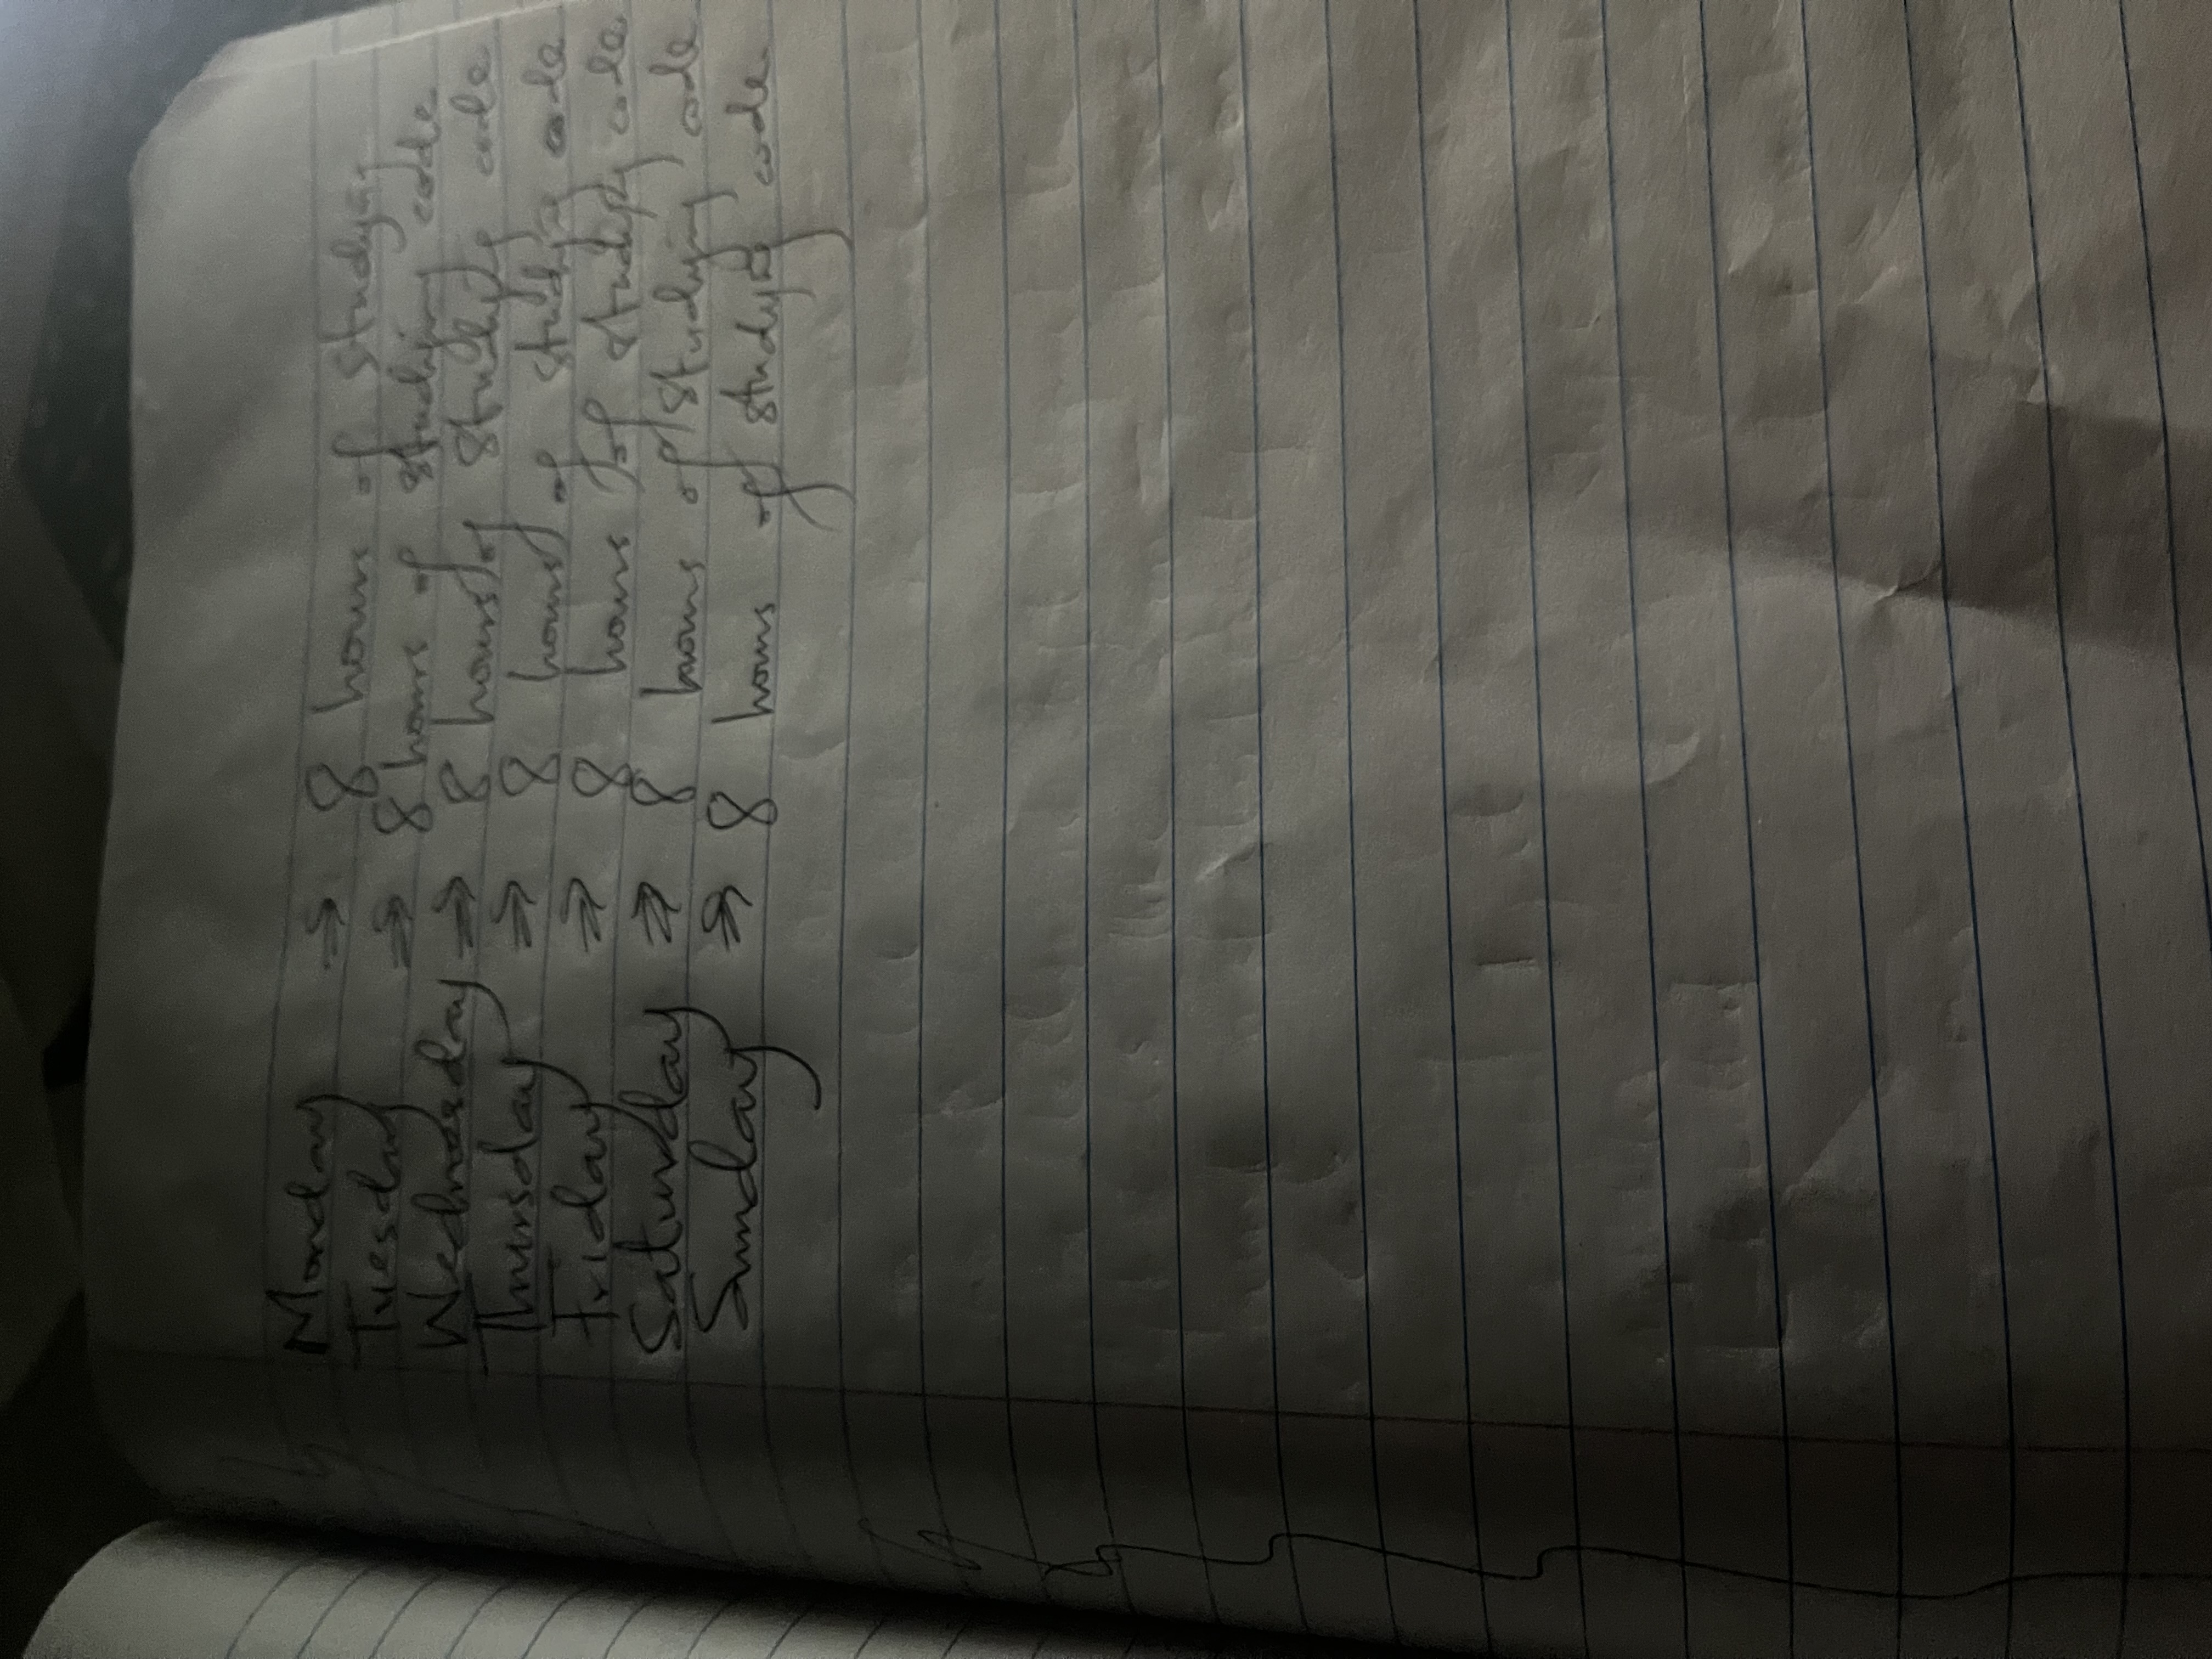 Monday => 8 hours of studying
Tuesday => 8 hours of studying code
Wednesday => 8 hours of studying code
Thursday => 8 hours of studying code
Friday => 8 hours of studying code
Saturday => 8 hours of studying code
Sunday => 8 hours of studying code